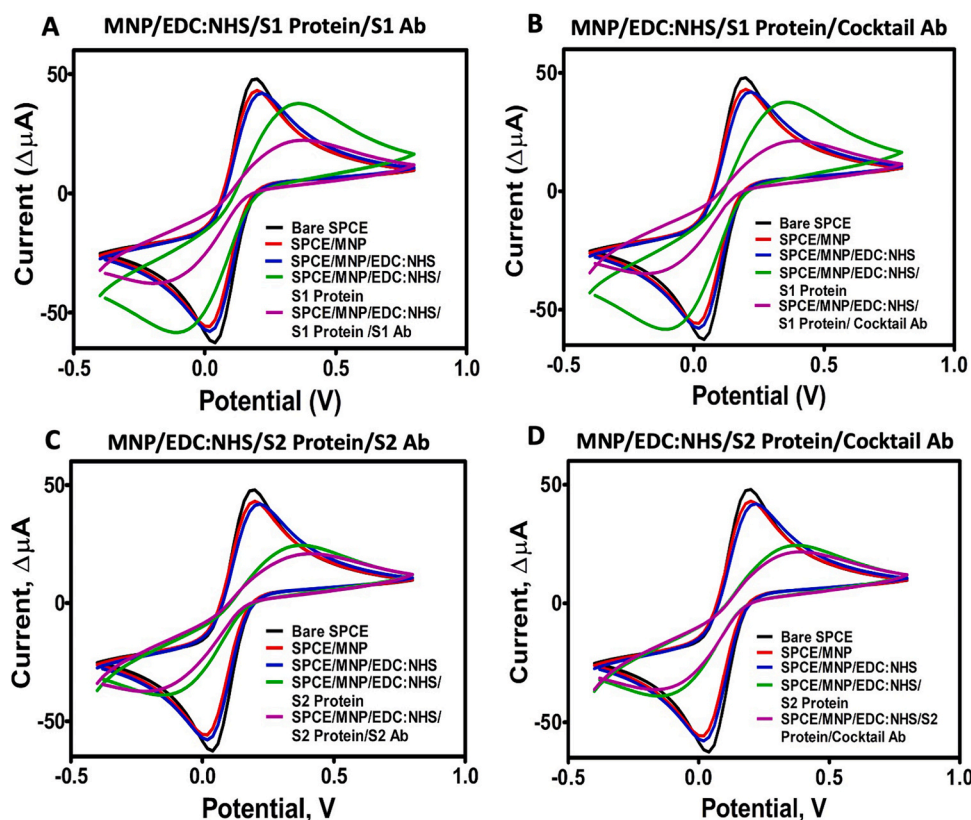 A
MNP/EDC:NHS/S1 Protein/S1 Ab
Current (ΔμA)
50
0
-50
Bare SPCE
SPCE/MNP
SPCE/MNP/EDC:NHS
SPCE/MNP/EDC:NHS/
S1 Protein
SPCE/MNP/EDC:NHS/
S1 Protein /S1 Ab
-0.5
0.0
0.5
1.0
Potential (V)
B
MNP/EDC:NHS/S1 Protein/Cocktail Ab
Current (ΔμA)
50
0
-50
Bare SPCE
SPCE/MNP
SPCE/MNP/EDC:NHS
SPCE/MNP/EDC:NHS/
S1 Protein
SPCE/MNP/EDC:NHS/
S1 Protein/ Cocktail Ab
-0.5
0.0
0.5
1.0
Potential (V)
C
MNP/EDC:NHS/S2 Protein/S2 Ab
Current, ΔμA
50
0
-50
Bare SPCE
SPCE/MNP
SPCE/MNP/EDC:NHS
SPCE/MNP/EDC:NHS/
S2 Protein
SPCE/MNP/EDC:NHS/
S2 Protein/S2 Ab
-0.5
0.0
0.5
1.0
Potential, V
D
MNP/EDC:NHS/S2 Protein/Cocktail Ab
Current, ΔμA
50
0
-50
Bare SPCE
SPCE/MNP
SPCE/MNP/EDC:NHS
SPCE/MNP/EDC:NHS/
S2 Protein
SPCE/MNP/EDC:NHS/S2
Protein/Cocktail Ab
-0.5
0.0
0.5
1.0
Potential, V